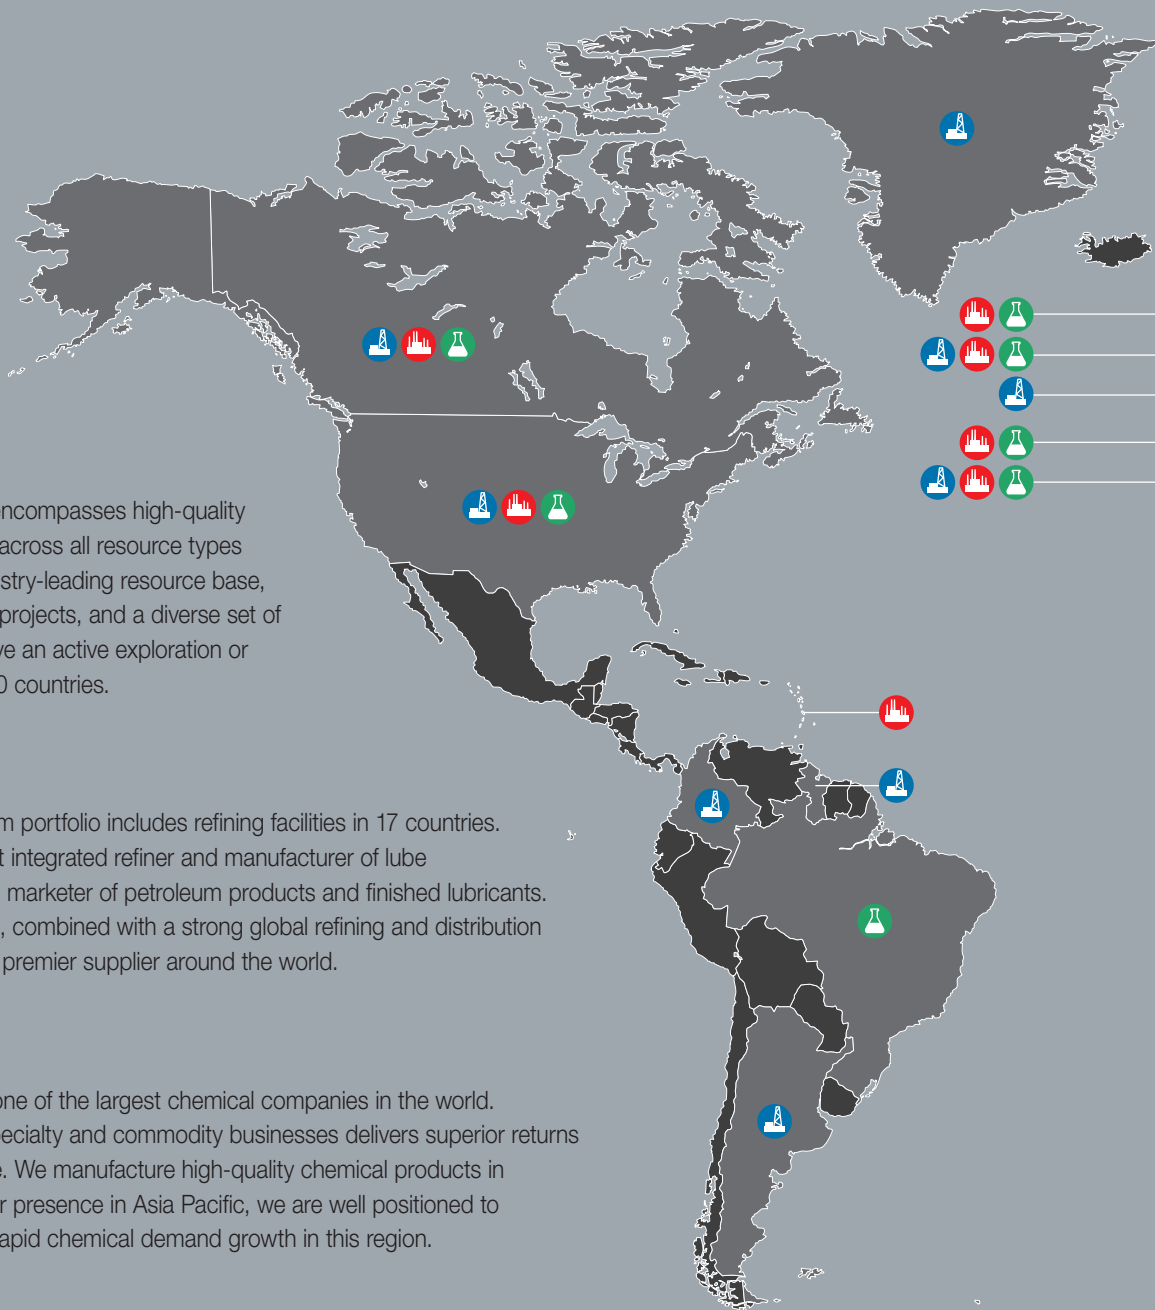 encompasses high-quality
across all resource types
stry-leading resource base,
projects, and a diverse set of
ve an active exploration or
0 countries.
m portfolio includes refining facilities in 17 countries.
t integrated refiner and manufacturer of lube
marketer of petroleum products and finished lubricants.
, combined with a strong global refining and distribution
premier supplier around the world.
one of the largest chemical companies in the world.
pecialty and commodity businesses delivers superior returns
e. We manufacture high-quality chemical products in
r presence in Asia Pacific, we are well positioned to
apid chemical demand growth in this region.